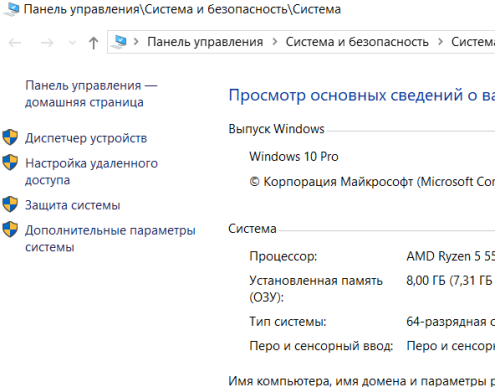 Панель управления\Система и безопасность\Система
Панель управления > Система и безопасность > Система
Панель управления —
домашняя страница
Диспетчер устройств
Настройка удаленного
доступа
Защита системы
Дополнительные параметры
системы
Просмотр основных сведений о
Выпуск Windows
Windows 10 Pro
© Корпорация Майкрософт (Microsoft
Система
Процессор: AMD Ryzen 5
Установленная память 8,00 ГБ (7,31 ГБ
(ОЗУ):
Тип системы: 64-разрядная
Перо и сенсорный ввод: Перо и
Имя компьютера, имя домена и параметры